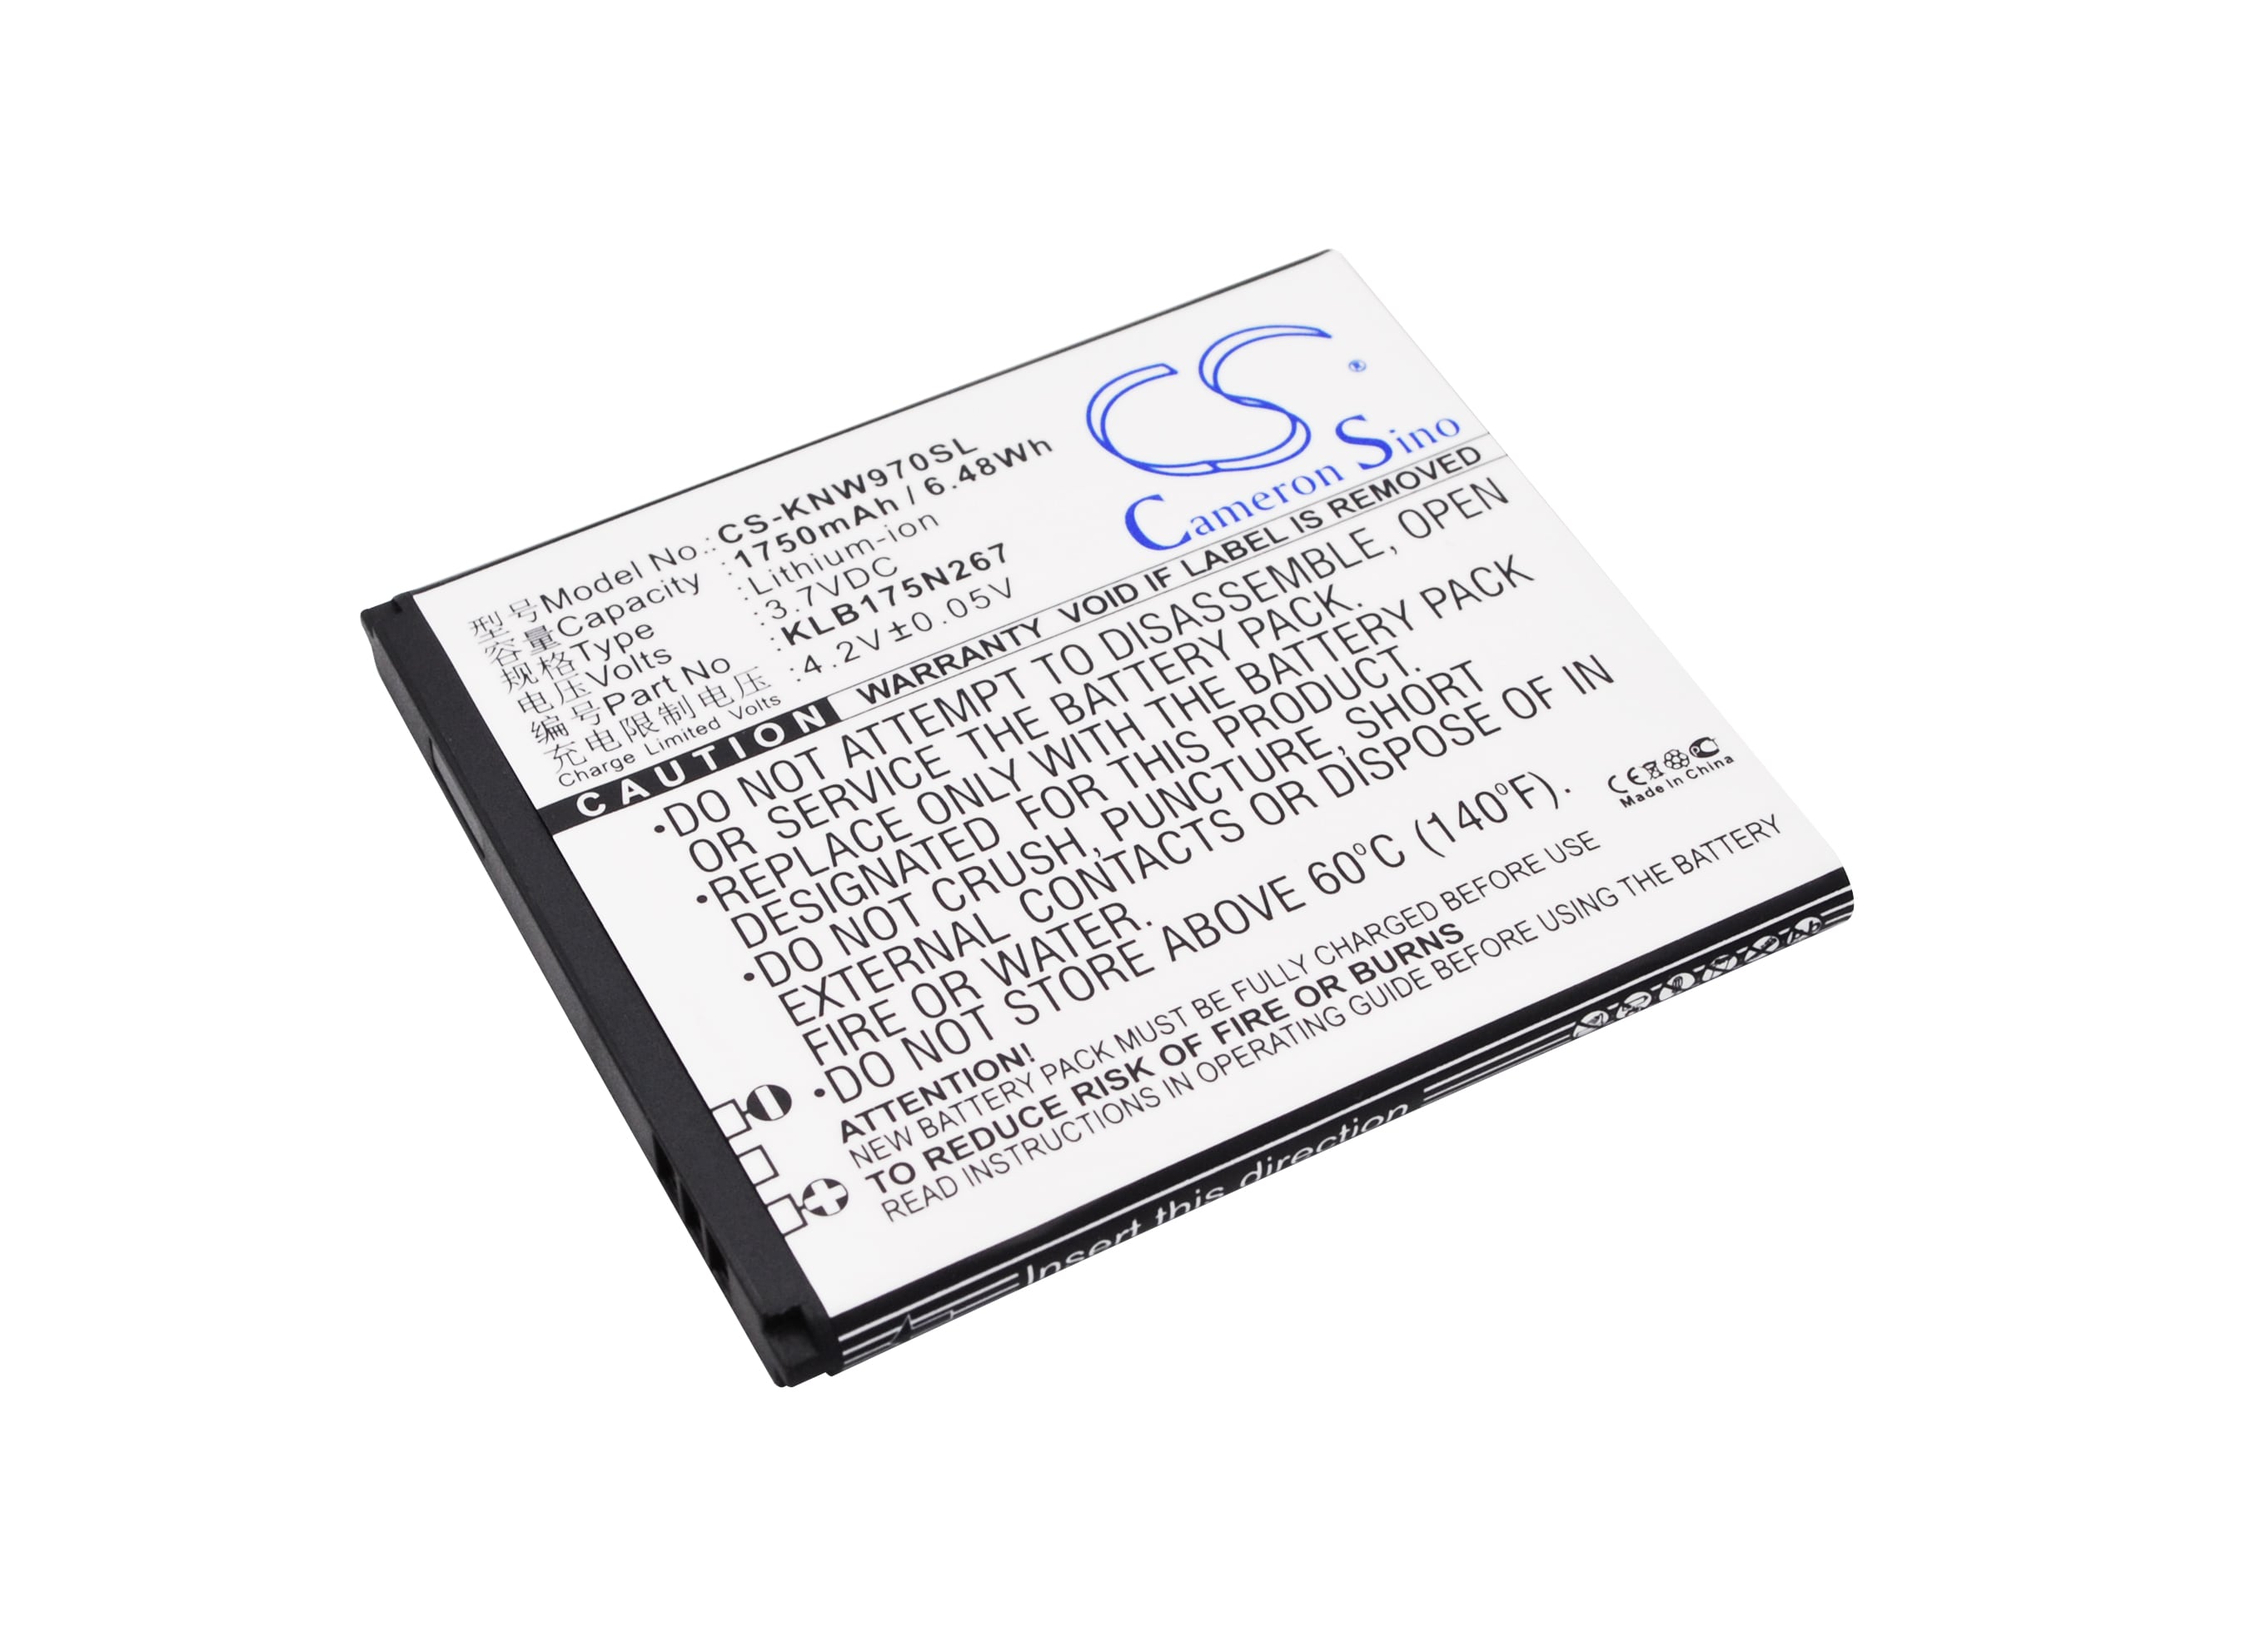 CS®
Cameron Sino
型号Model No.:CS-KNW970SL
容量Capacity :1750mAh / 6.48Wh
规格Type :Lithium-ion
电压Volts :3.7VDC
编号Part No :KLB175N267
充电限制电压 :4.2V±0.05V
Charge Limited Volts
CAUTION WARRANTY VOID IF LABEL IS REMOVED
•DO NOT ATTEMPT TO DISASSEMBLE, OPEN
OR SERVICE THE BATTERY PACK.
•REPLACE ONLY WITH THE BATTERY PACK
DESIGNATED FOR THIS PRODUCT.
•DO NOT CRUSH, PUNCTURE, SHORT
EXTERNAL CONTACTS OR DISPOSE OF IN
FIRE OR WATER.
•DO NOT STORE ABOVE 60°C (140°F).
CE
Made In China
ATTENTION!
NEW BATTERY PACK MUST BE FULLY CHARGED BEFORE USE
TO REDUCE RISK OF FIRE OR BURNS
READ INSTRUCTIONS IN OPERATING GUIDE BEFORE USING THE BATTERY
Insert this direction